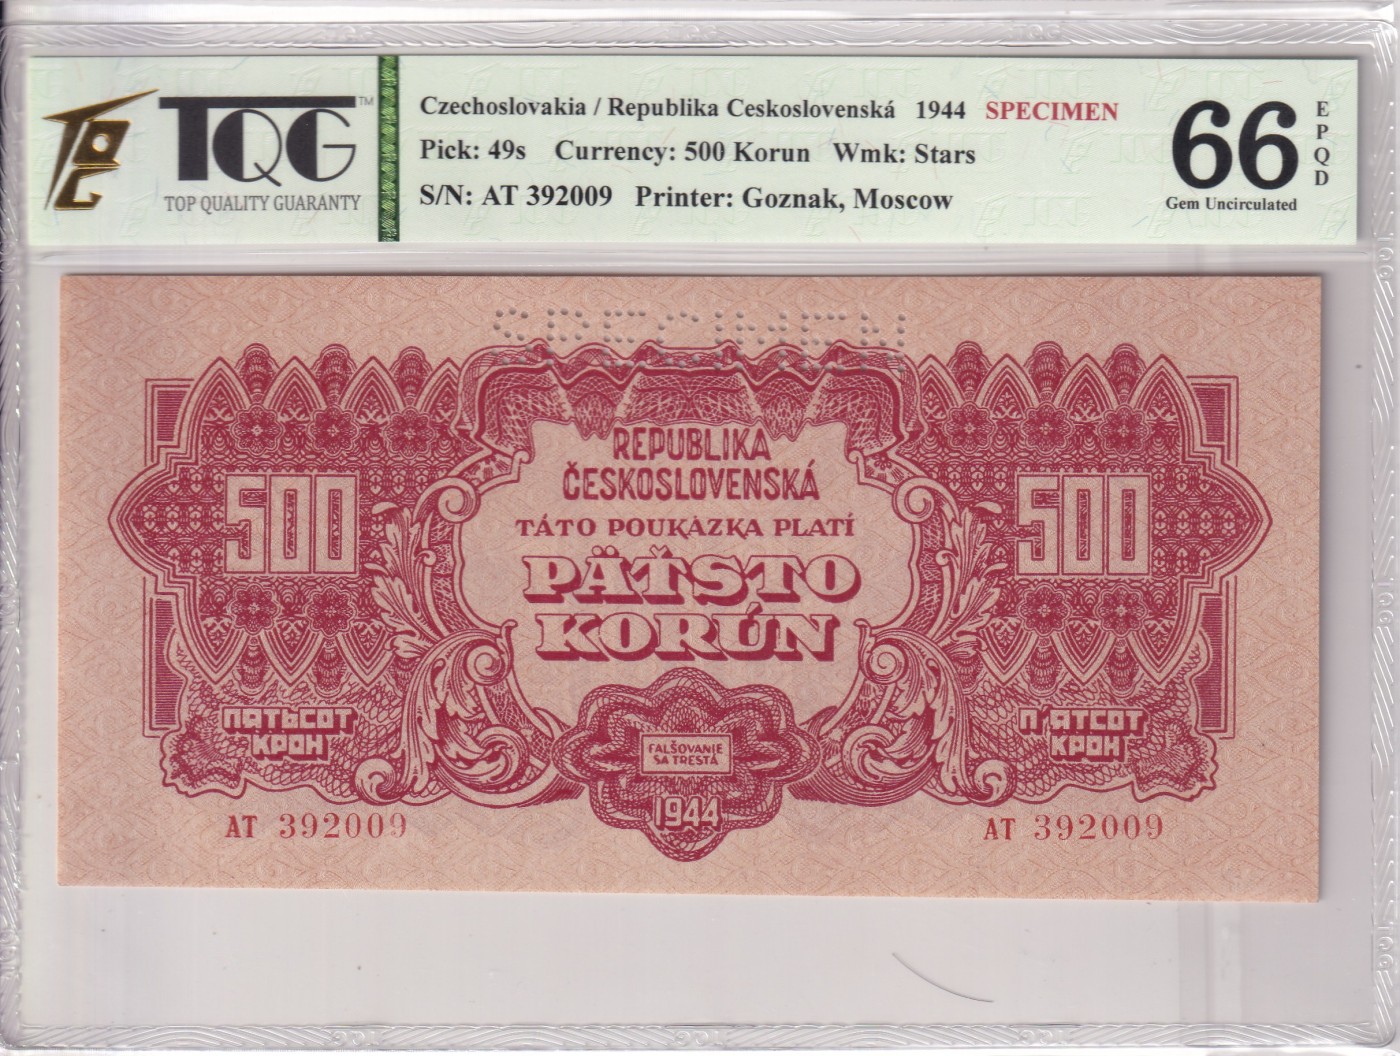 TQG™
TOP QUALITY GUARANTY
Czechoslovakia / Republika Ceskoslovenská 1944 SPECIMEN
Pick: 49s Currency: 500 Korun Wmk: Stars
S/N: AT 392009 Printer: Goznak, Moscow
66
Gem Uncirculated
EPQD
SPECIMEN
REPUBLIKA
ČESKOSLOVENSKÁ
TÁTO POUKÁZKA PLATÍ
PÄŤSTO
KORÚN
500
500
ПАТЬСОТ
КРОН
П'ЯТСОТ
КРОН
FALŠOVANIE
SA TRESTÁ
1944
AT 392009
AT 392009